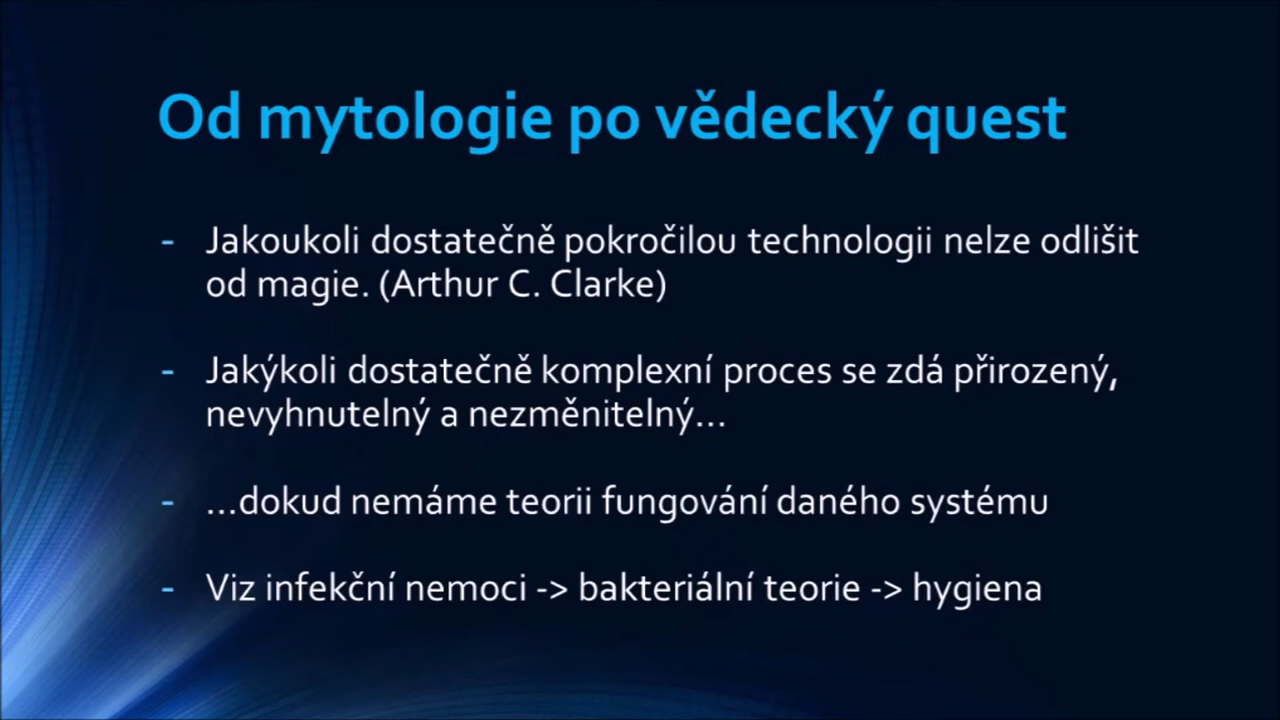 Od mytologie po vědecký quest
- Jakoukoli dostatečně pokročilou technologii nelze odlišit
od magie. (Arthur C. Clarke)
- Jakýkoli dostatečně komplexní proces se zdá přirozený,
nevyhnutelný a nezměnitelný...
- ...dokud nemáme teorii fungování daného systému
- Viz infekční nemoci -> bakteriální teorie -> hygiena